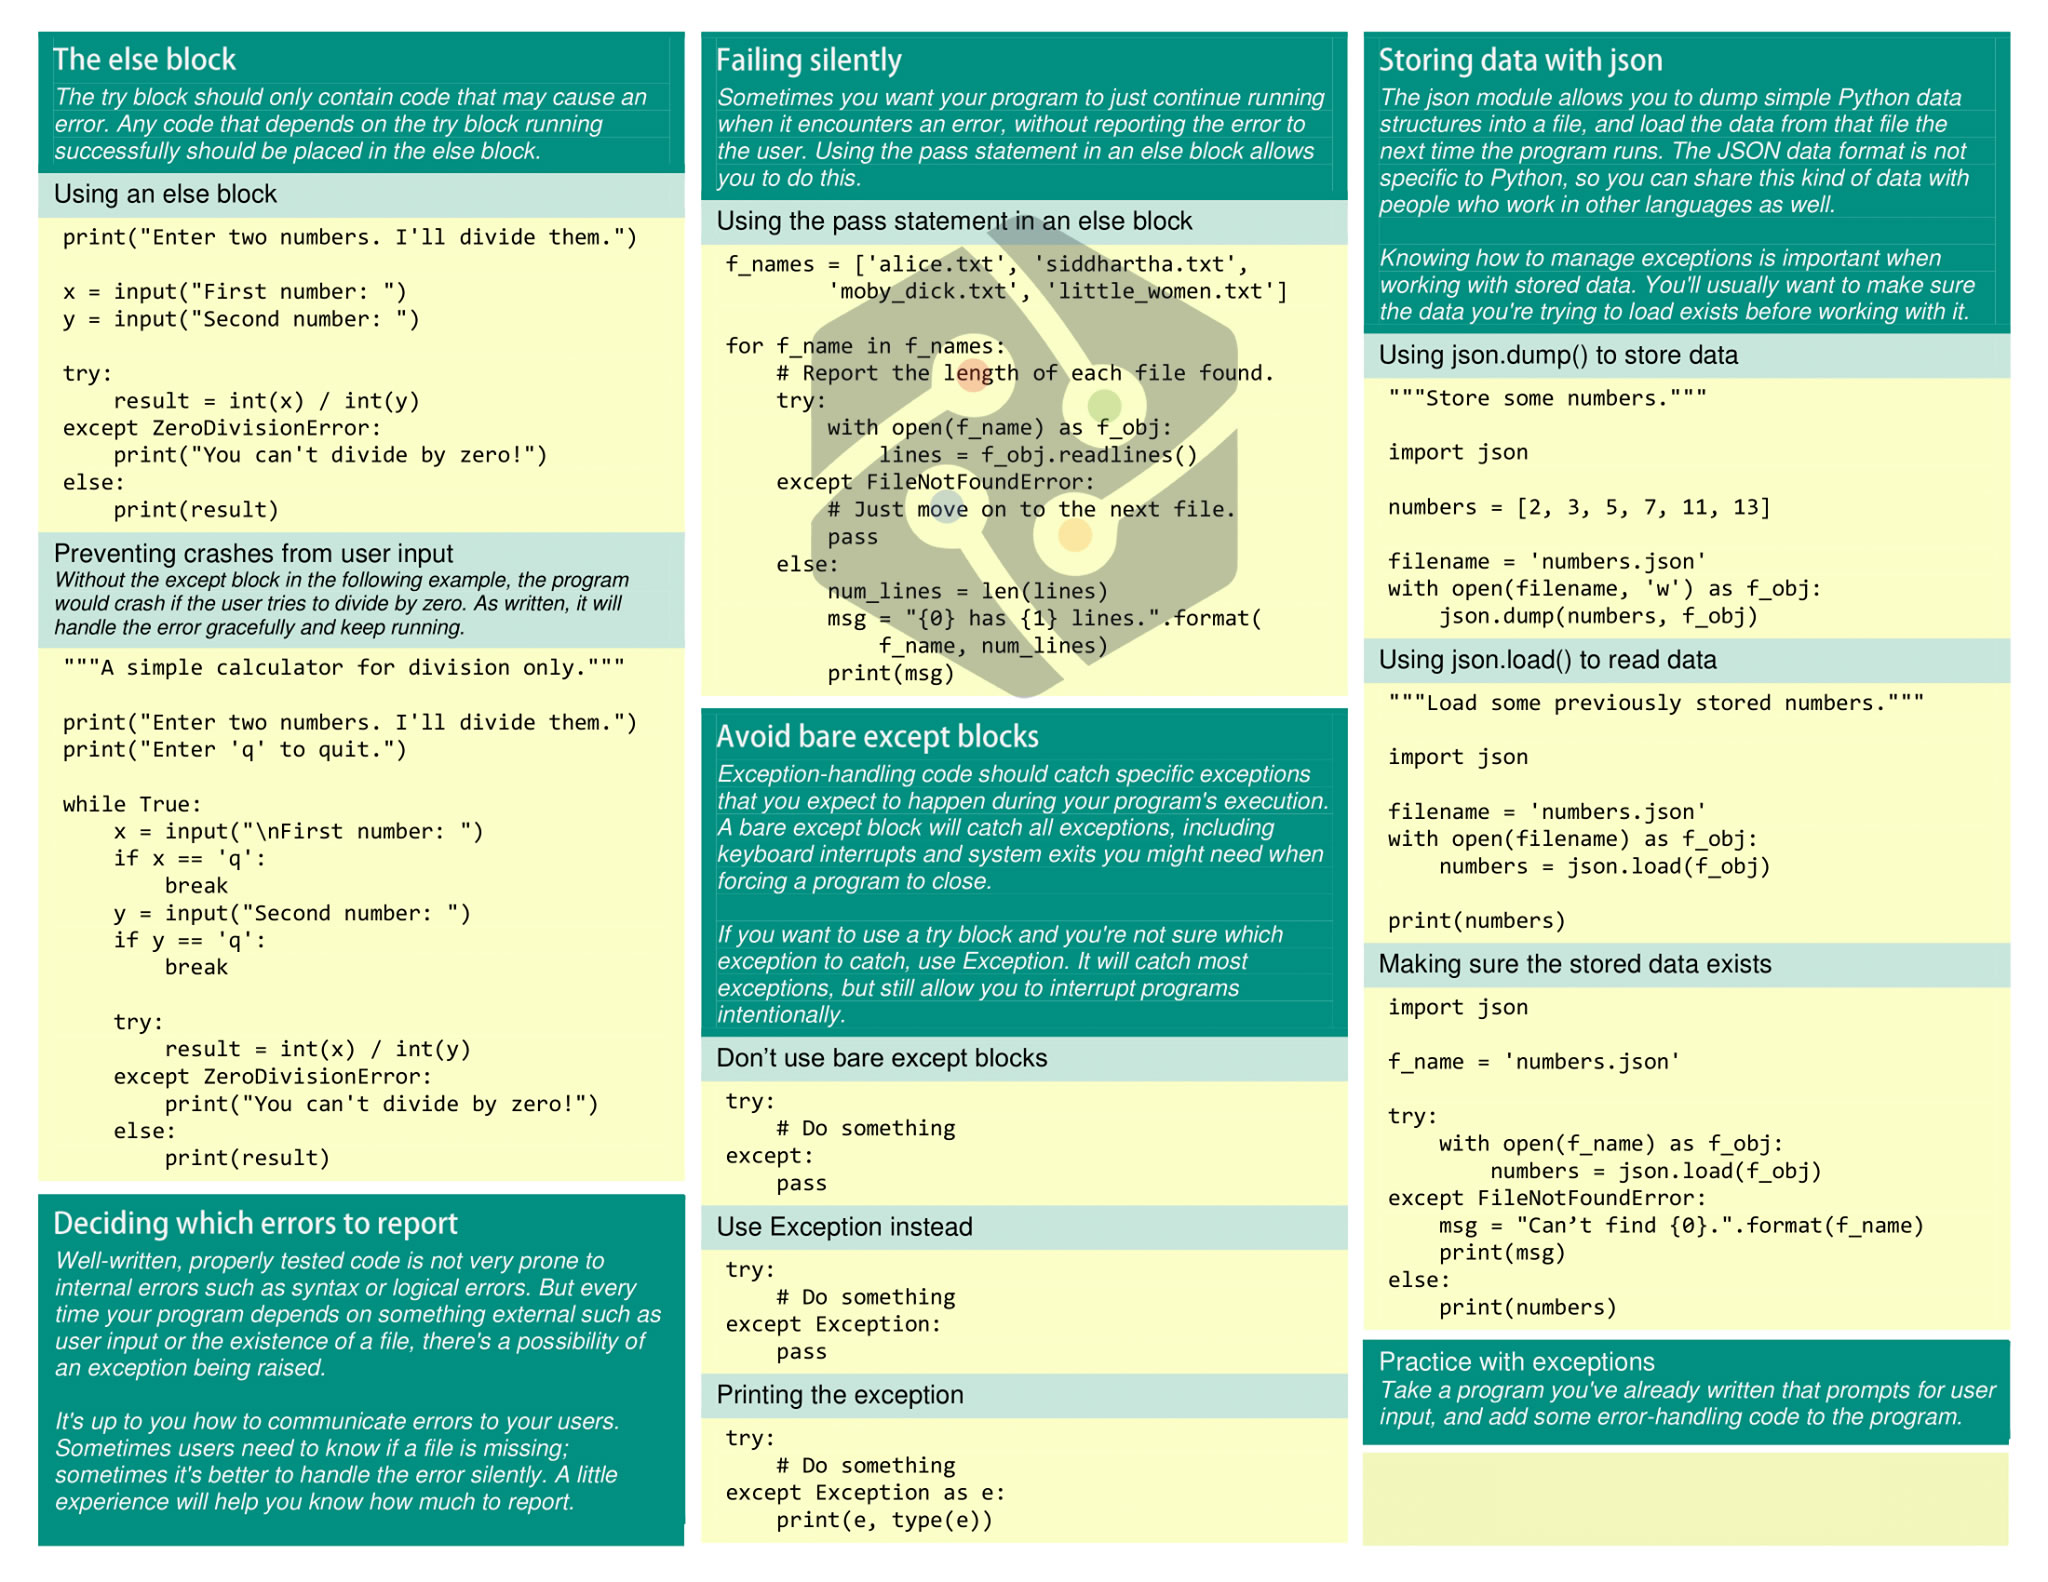 The else block
The try block should only contain code that may cause an
error. Any code that depends on the try block running
successfully should be placed in the else block.
Using an else block
print("Enter two numbers. I'll divide them.")
x = input("First number: ")
y = input("Second number: ")
try:
    result = int(x) / int(y)
except ZeroDivisionError:
    print("You can't divide by zero!")
else:
    print(result)
Preventing crashes from user input
Without the except block in the following example, the program
would crash if the user tries to divide by zero. As written, it will
handle the error gracefully and keep running.
"""A simple calculator for division only."""
print("Enter two numbers. I'll divide them.")
print("Enter 'q' to quit.")
while True:
    x = input("\nFirst number: ")
    if x == 'q':
        break
    y = input("Second number: ")
    if y == 'q':
        break
    try:
        result = int(x) / int(y)
    except ZeroDivisionError:
        print("You can't divide by zero!")
    else:
        print(result)
Deciding which errors to report
Well-written, properly tested code is not very prone to
internal errors such as syntax or logical errors. But every
time your program depends on something external such as
user input or the existence of a file, there's a possibility of
an exception being raised.
It's up to you how to communicate errors to your users.
Sometimes users need to know if a file is missing;
sometimes it's better to handle the error silently. A little
experience will help you know how much to report.
Failing silently
Sometimes you want your program to just continue running
when it encounters an error, without reporting the error to
the user. Using the pass statement in an else block allows
you to do this.
Using the pass statement in an else block
f_names = ['alice.txt', 'siddhartha.txt',
        'moby_dick.txt', 'little_women.txt']
for f_name in f_names:
    # Report the length of each file found.
    try:
        with open(f_name) as f_obj:
            lines = f_obj.readlines()
    except FileNotFoundError:
        # Just move on to the next file.
        pass
    else:
        num_lines = len(lines)
        msg = "{0} has {1} lines.".format(
            f_name, num_lines)
        print(msg)
Avoid bare except blocks
Exception-handling code should catch specific exceptions
that you expect to happen during your program's execution.
A bare except block will catch all exceptions, including
keyboard interrupts and system exits you might need when
forcing a program to close.
If you want to use a try block and you're not sure which
exception to catch, use Exception. It will catch most
exceptions, but still allow you to interrupt programs
intentionally.
Don’t use bare except blocks
try:
    # Do something
except:
    pass
Use Exception instead
try:
    # Do something
except Exception:
    pass
Printing the exception
try:
    # Do something
except Exception as e:
    print(e, type(e))
Storing data with json
The json module allows you to dump simple Python data
structures into a file, and load the data from that file the
next time the program runs. The JSON data format is not
specific to Python, so you can share this kind of data with
people who work in other languages as well.
Knowing how to manage exceptions is important when
working with stored data. You'll usually want to make sure
the data you're trying to load exists before working with it.
Using json.dump() to store data
"""Store some numbers."""
import json
numbers = [2, 3, 5, 7, 11, 13]
filename = 'numbers.json'
with open(filename, 'w') as f_obj:
    json.dump(numbers, f_obj)
Using json.load() to read data
"""Load some previously stored numbers."""
import json
filename = 'numbers.json'
with open(filename) as f_obj:
    numbers = json.load(f_obj)
print(numbers)
Making sure the stored data exists
import json
f_name = 'numbers.json'
try:
    with open(f_name) as f_obj:
        numbers = json.load(f_obj)
except FileNotFoundError:
    msg = "Can’t find {0}.".format(f_name)
    print(msg)
else:
    print(numbers)
Practice with exceptions
Take a program you've already written that prompts for user
input, and add some error-handling code to the program.